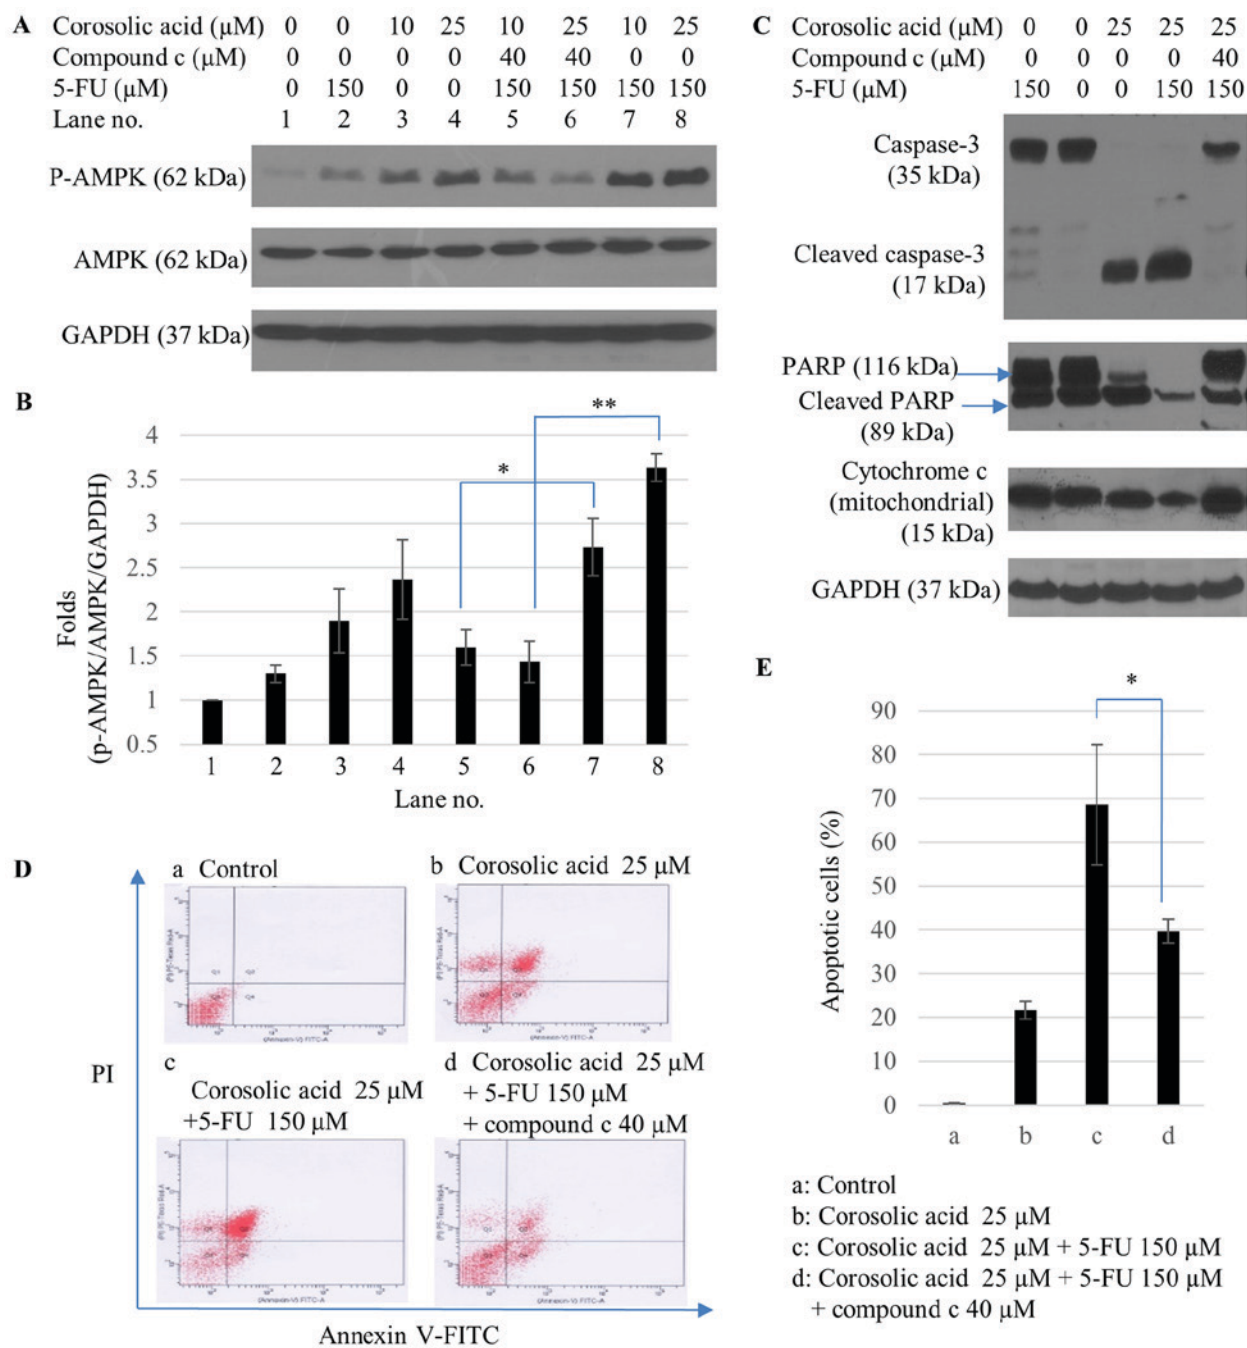 A
Corosolic acid (µM) 0 0 10 25 10 25 10 25
Compound c (µM) 0 0 0 0 40 40 0 0
5-FU (µM) 0 150 0 0 150 150 150 150
Lane no. 1 2 3 4 5 6 7 8
P-AMPK (62 kDa)
AMPK (62 kDa)
GAPDH (37 kDa)
B
Folds
(p-AMPK/AMPK/GAPDH)
4
3.5
3
2.5
2
1.5
1
0.5
* **
1 2 3 4 5 6 7 8
Lane no.
C
Corosolic acid (µM) 0 0 25 25 25
Compound c (µM) 0 0 0 0 40
5-FU (µM) 150 0 0 150 150
Caspase-3
(35 kDa)
Cleaved caspase-3
(17 kDa)
PARP (116 kDa)
Cleaved PARP
(89 kDa)
Cytochrome c
(mitochondrial)
(15 kDa)
GAPDH (37 kDa)
D
a Control
b Corosolic acid 25 µM
c
Corosolic acid 25 µM
+5-FU 150 µM
d Corosolic acid 25 µM
+ 5-FU 150 µM
+ compound c 40 µM
PI
(Annexin-V) FITC-A
(Annexin-V) FITC-A
(Annexin-V) FITC-A
(Annexin-V) FITC-A
Annexin V-FITC
E
Apoptotic cells (%)
90
80
70
60
50
40
30
20
10
0
*
a b c d
a: Control
b: Corosolic acid 25 µM
c: Corosolic acid 25 µM + 5-FU 150 µM
d: Corosolic acid 25 µM + 5-FU 150 µM
+ compound c 40 µM